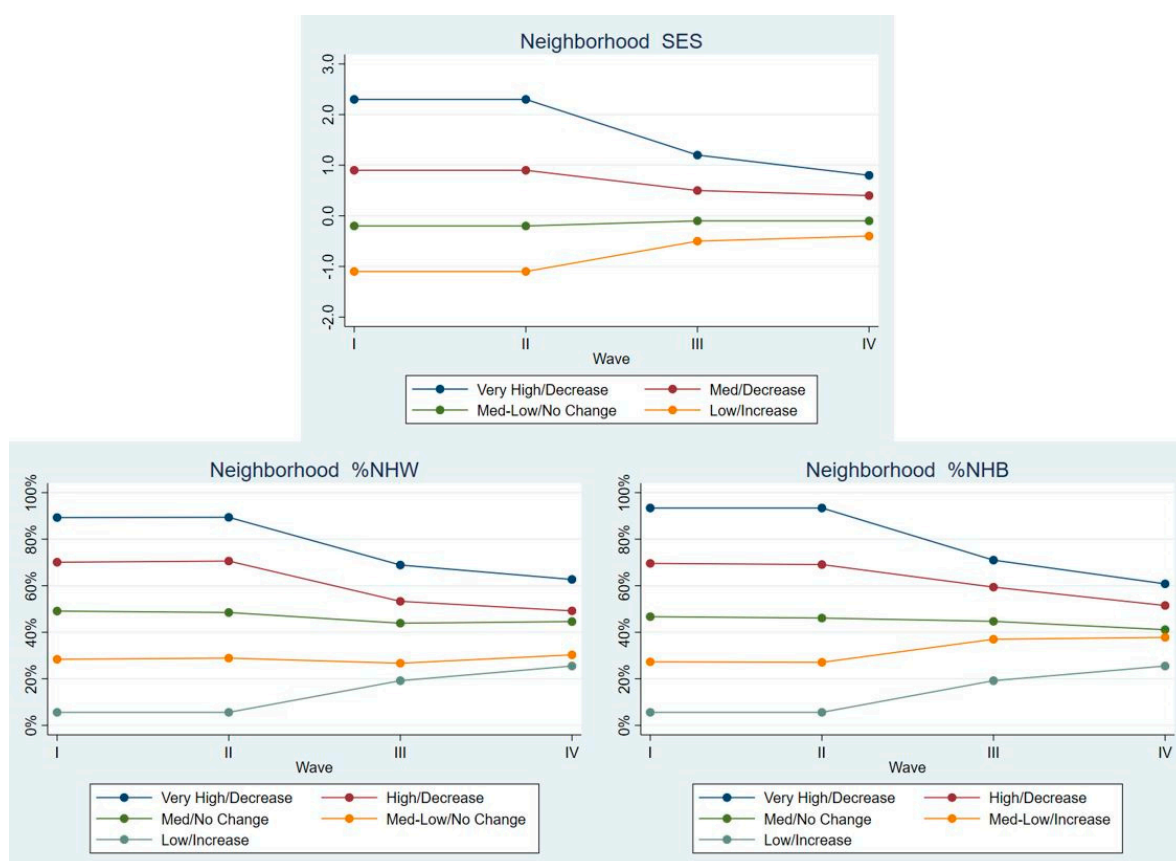 Neighborhood SES
3.0
2.0
1.0
0.0
-1.0
-2.0
I II III IV
Wave
Very High/Decrease Med/Decrease
Med-Low/No Change Low/Increase
Neighborhood %NHW
100%
80%
60%
40%
20%
0%
I II III IV
Wave
Very High/Decrease High/Decrease
Med/No Change Med-Low/No Change
Low/Increase
Neighborhood %NHB
100%
80%
60%
40%
20%
0%
I II III IV
Wave
Very High/Decrease High/Decrease
Med/No Change Med-Low/Increase
Low/Increase